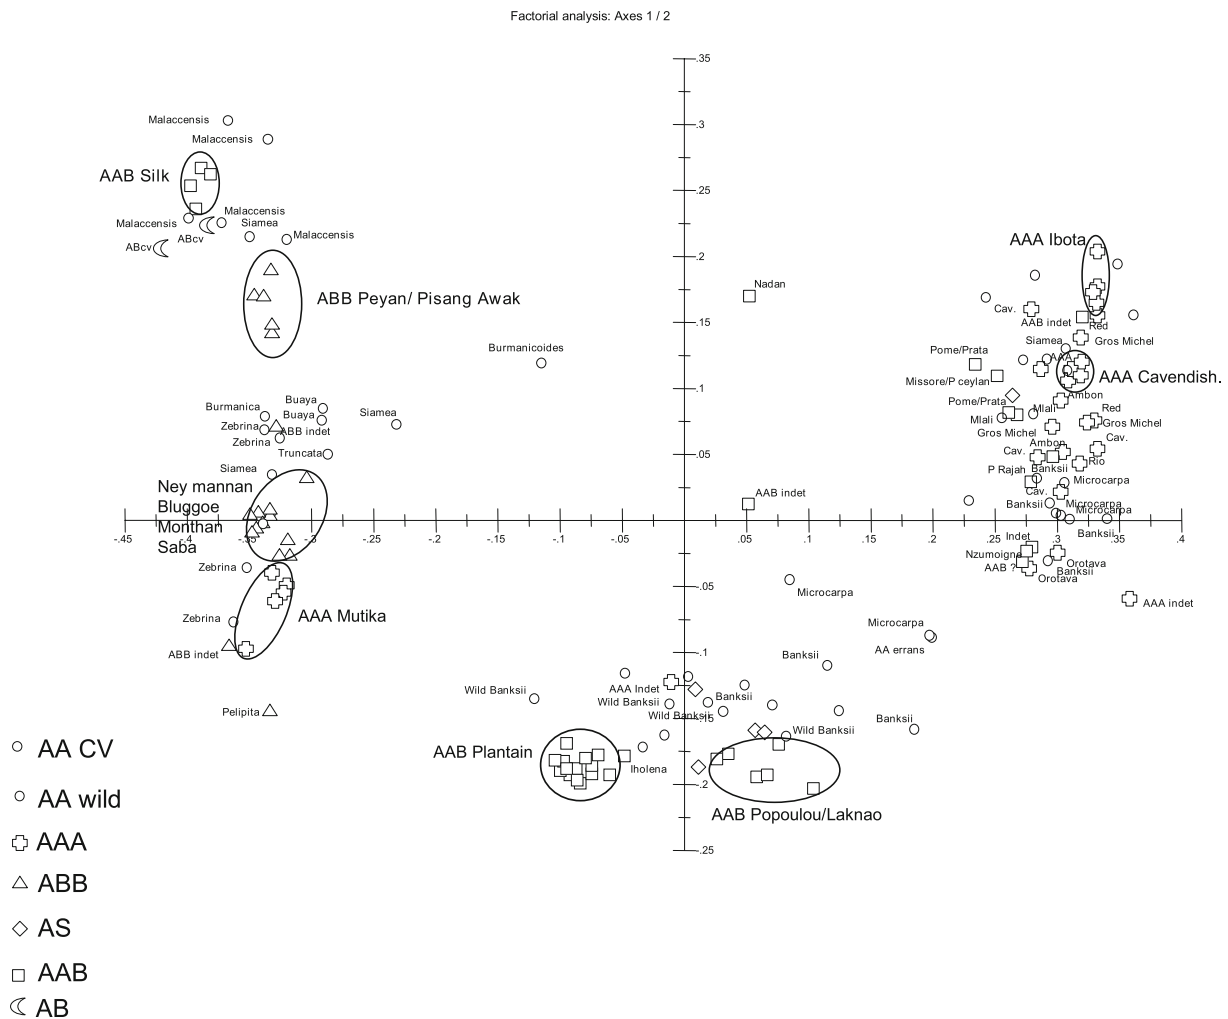 Factorial analysis: Axes 1 / 2
.35
Malaccensis
.3
Malaccensis
AAB Silk
.25
Malaccensis
Malaccensis
Siamea
ABcv
ABcv
Malaccensis
AAA Ibota
.2
ABB Peyan/ Pisang Awak
Nadan
Cav.
.15
AAB indet
Red
Gros Michel
Siamea
Burmanicoides
Pome/Prata
AAA
Missore/P ceylan
AAA Cavendish.
.1
Ambon
Pome/Prata
Buaya
Burmanica
Buaya
Siamea
Mlali
Red
Mlali
Gros Michel
Zebrina
ABB indet
Gros Michel
Zebrina
Ambon
Cav.
Truncata
.05
Cav.
Rio
Siamea
P Rajah
Banksii
Microcarpa
Ney mannan
Bluggoe
Monthan
Saba
AAB indet
Cav.
Banksii
Microcarpa
Microcarpa
Banksii
-.45
-.4
-.35
-.3
-.25
-.2
-.15
-.1
-.05
.05
.1
.15
.2
.25
.3
.35
.4
Indet
Nzumoigne
Orotava
AAB ?
Banksii
Orotava
Zebrina
.05
Microcarpa
AAA indet
Zebrina
AAA Mutika
Microcarpa
AA errans
ABB indet
.1
Banksii
Wild Banksii
AAA Indet
Banksii
Wild Banksii
Pelipita
Wild Banksii
.15
Wild Banksii
Banksii
AAB Plantain
Iholena
.2
AAB Popoulou/Laknao
.25
AA CV
AA wild
AAA
ABB
AS
AAB
AB